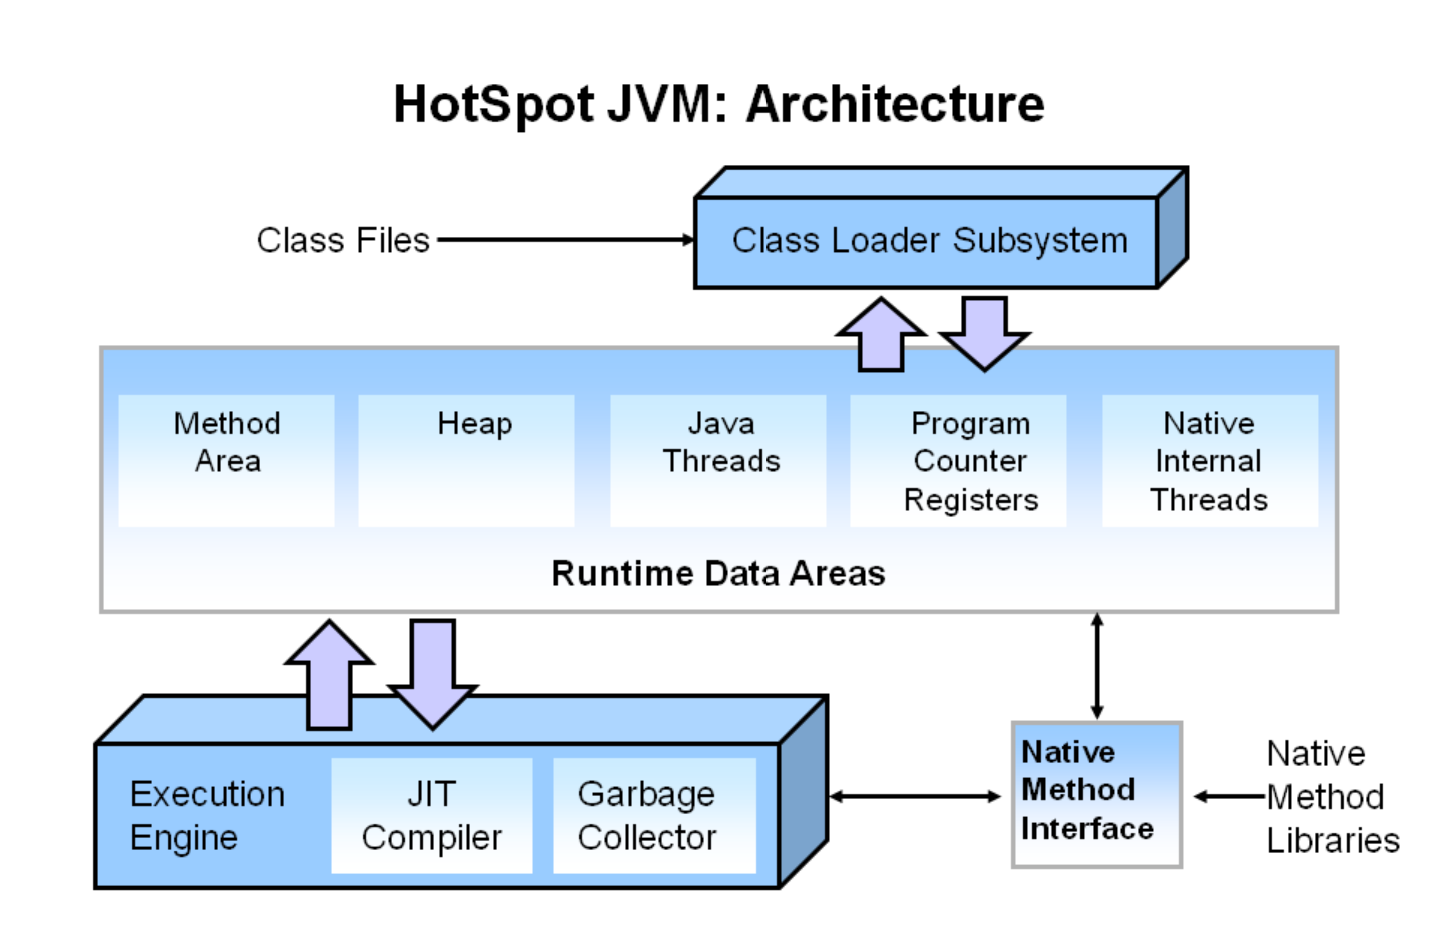 HotSpot JVM: Architecture
Class Files
Class Loader Subsystem
Method
Area
Heap
Java
Threads
Program
Counter
Registers
Native
Internal
Threads
Runtime Data Areas
Execution
Engine
JIT
Compiler
Garbage
Collector
Native
Method
Interface
Native
Method
Libraries